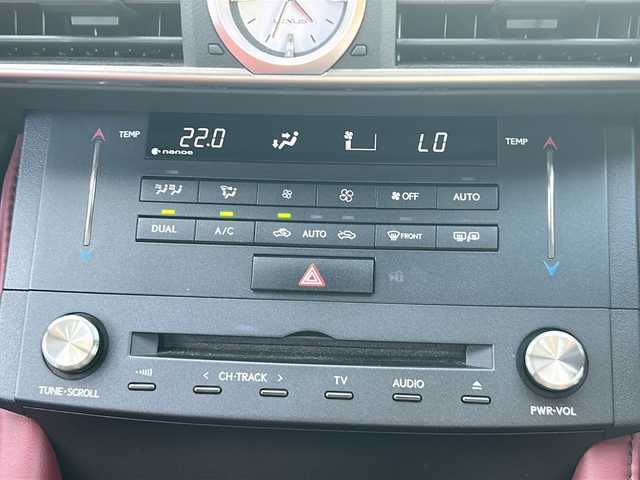 LEXUS
TEMP 22.0 LO TEMP
nanoe
OFF AUTO
DUAL A/C AUTO FRONT
< CH·TRACK > TV AUDIO
TUNE·SCROLL
PWR·VOL